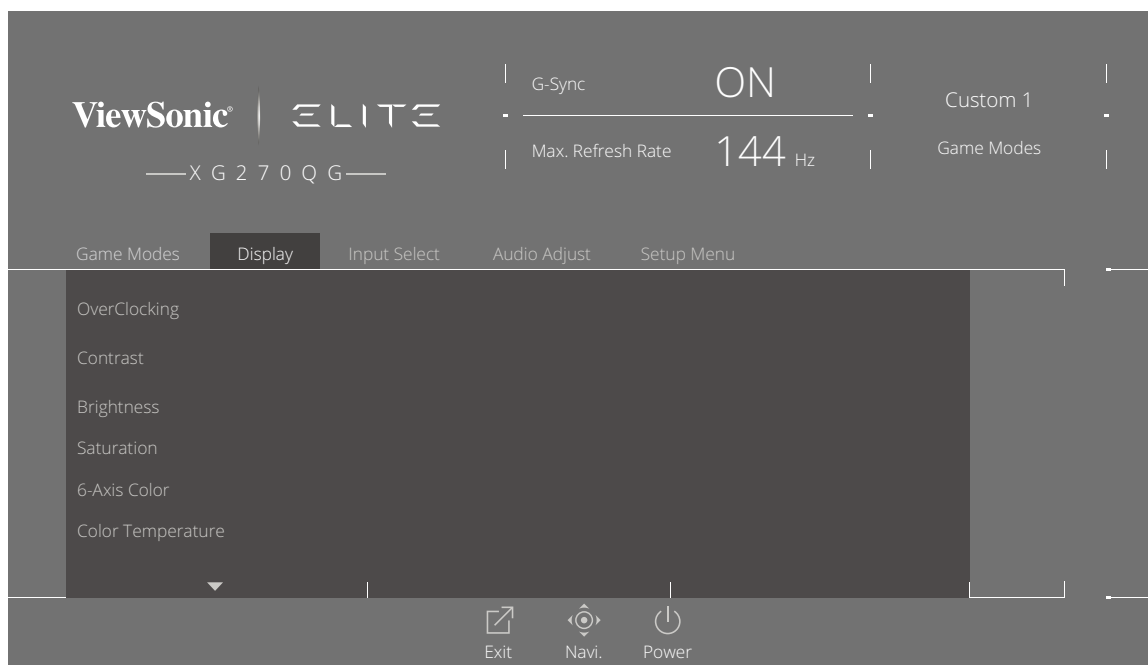 ViewSonic® ELITE
XG270QG
G-Sync ON
Max. Refresh Rate 144 Hz
Custom 1
Game Modes
Game Modes Display Input Select Audio Adjust Setup Menu
OverClocking
Contrast
Brightness
Saturation
6-Axis Color
Color Temperature
Exit Navi. Power